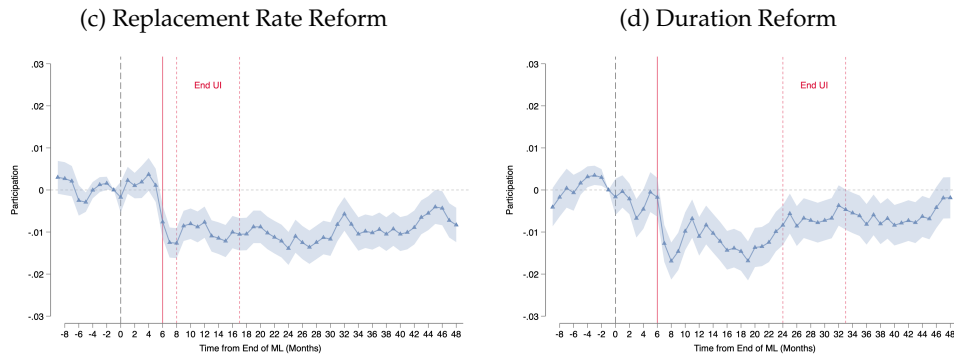 (c) Replacement Rate Reform
.03
.02
.01
0
-.01
-.02
-.03
Participation
End UI
-8 -6 -4 -2 0 2 4 6 8 10 12 14 16 18 20 22 24 26 28 30 32 34 36 38 40 42 44 46 48
Time from End of ML (Months)
(d) Duration Reform
.03
.02
.01
0
-.01
-.02
-.03
Participation
End UI
-8 -6 -4 -2 0 2 4 6 8 10 12 14 16 18 20 22 24 26 28 30 32 34 36 38 40 42 44 46 48
Time from End of ML (Months)